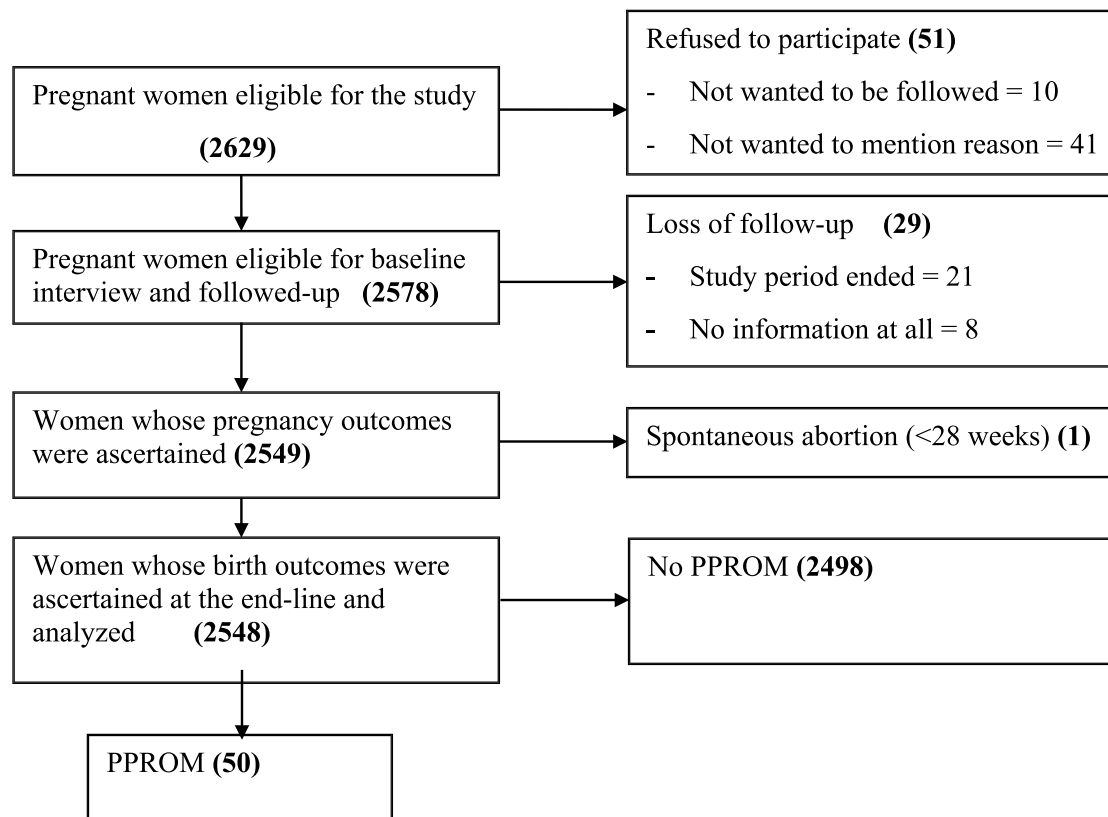 Pregnant women eligible for the study
(2629)
Refused to participate (51)
- Not wanted to be followed = 10
- Not wanted to mention reason = 41
Pregnant women eligible for baseline
interview and followed-up (2578)
Loss of follow-up (29)
- Study period ended = 21
- No information at all = 8
Women whose pregnancy outcomes
were ascertained (2549)
Spontaneous abortion (<28 weeks) (1)
Women whose birth outcomes were
ascertained at the end-line and
analyzed (2548)
No PPROM (2498)
PPROM (50)